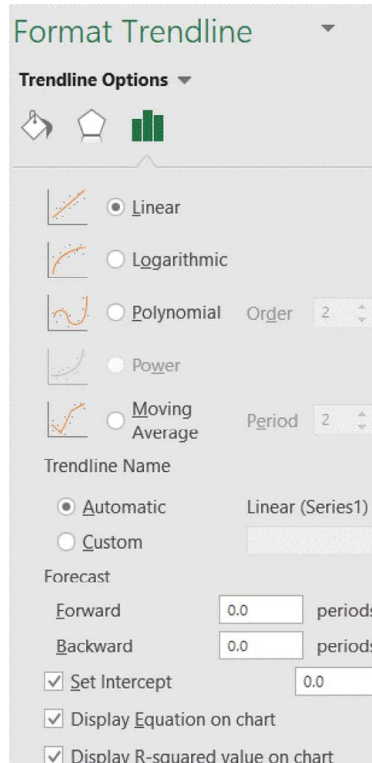 Format Trendline
Trendline Options
Linear
Logarithmic
Polynomial Order 2
Power
Moving
Average Period 2
Trendline Name
Automatic Linear (Series1)
Custom
Forecast
Forward 0.0 periods
Backward 0.0 periods
Set Intercept 0.0
Display Equation on chart
Display R-squared value on chart